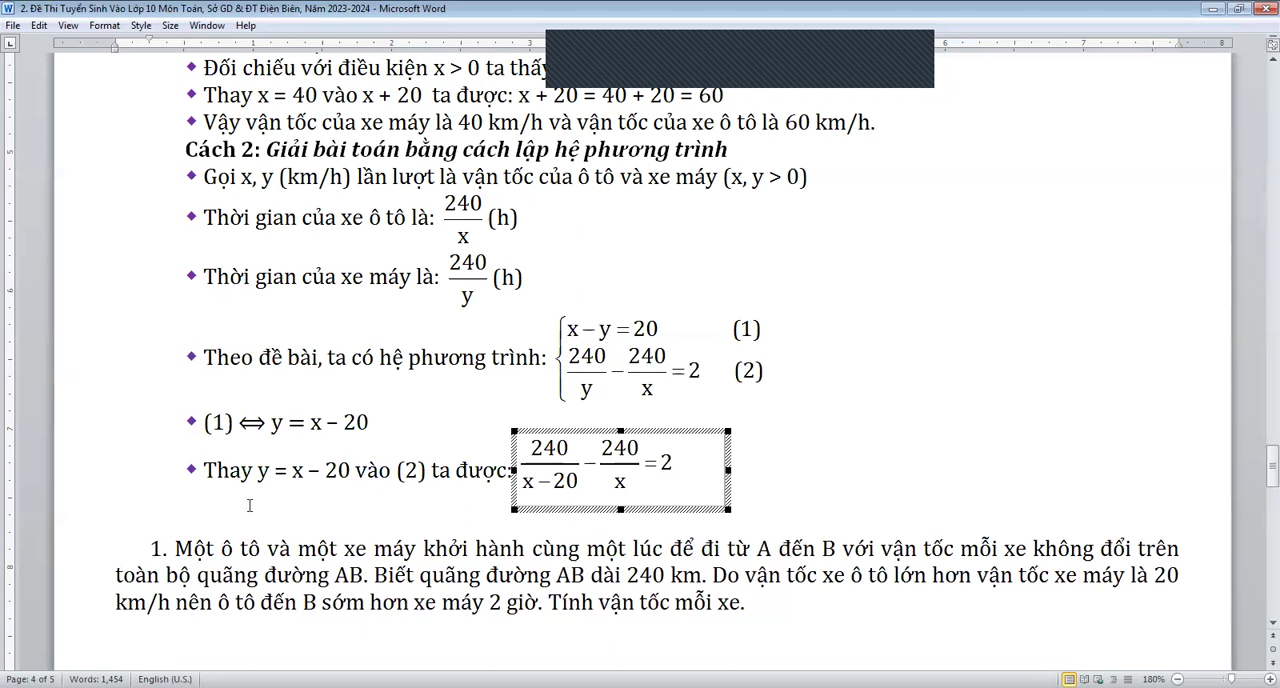 2. Đề Thi Tuyển Sinh Vào Lớp 10 Môn Toán, Sở GD & ĐT Điện Biên, Năm 2023-2024 - Microsoft Word
File Edit View Format Style Size Window Help
1 2 3 6 7 8
Đối chiếu với điều kiện x > 0 ta thấy
Thay x = 40 vào x + 20 ta được: x + 20 = 40 + 20 = 60
Vậy vận tốc của xe máy là 40 km/h và vận tốc của xe ô tô là 60 km/h.
Cách 2: Giải bài toán bằng cách lập hệ phương trình
Gọi x, y (km/h) lần lượt là vận tốc của ô tô và xe máy (x, y > 0)
Thời gian của xe ô tô là: 240/x (h)
Thời gian của xe máy là: 240/y (h)
Theo đề bài, ta có hệ phương trình: { x – y = 20 (1)
240/y – 240/x = 2 (2)
(1) ⇔ y = x – 20
Thay y = x – 20 vào (2) ta được: 240/(x – 20) – 240/x = 2
1. Một ô tô và một xe máy khởi hành cùng một lúc để đi từ A đến B với vận tốc mỗi xe không đổi trên
toàn bộ quãng đường AB. Biết quãng đường AB dài 240 km. Do vận tốc xe ô tô lớn hơn vận tốc xe máy là 20
km/h nên ô tô đến B sớm hơn xe máy 2 giờ. Tính vận tốc mỗi xe.
Page: 4 of 5 Words: 1,454 English (U.S.) 180%